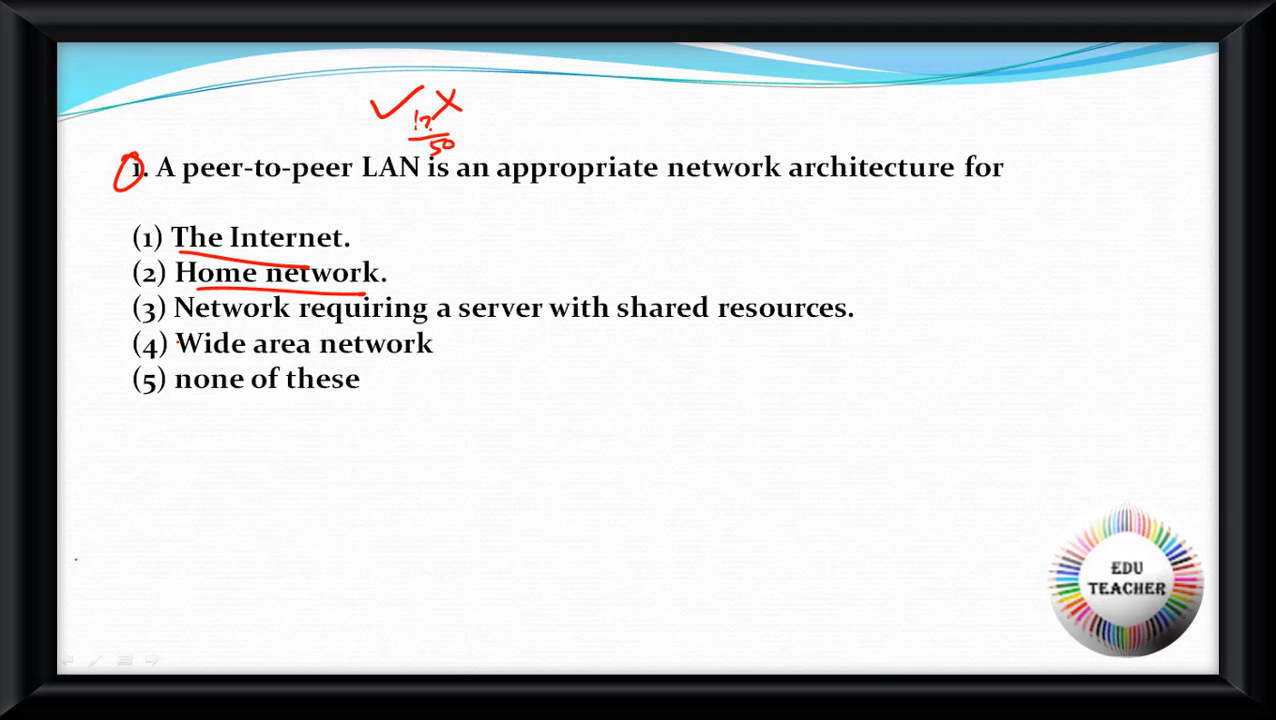 !?
50
1. A peer-to-peer LAN is an appropriate network architecture for
(1) The Internet.
(2) Home network.
(3) Network requiring a server with shared resources.
(4) Wide area network
(5) none of these
EDU
TEACHER